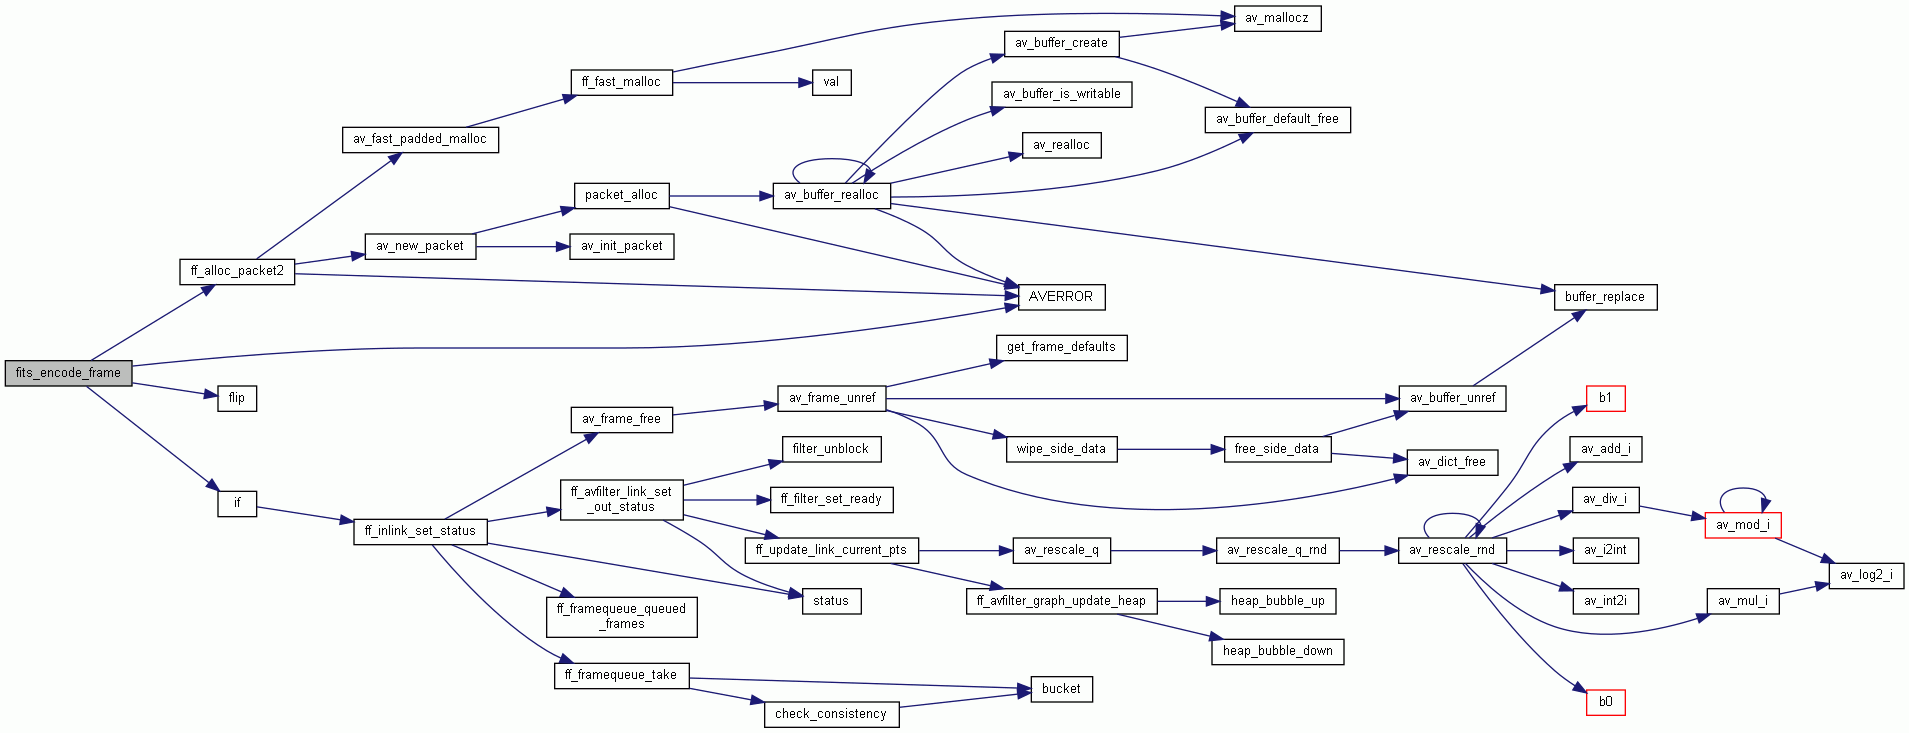 av_mallocz
av_buffer_create
ff_fast_malloc
val
av_buffer_is_writable
av_buffer_default_free
av_fast_padded_malloc
av_realloc
packet_alloc
av_buffer_realloc
av_new_packet
av_init_packet
ff_alloc_packet2
AVERROR
buffer_replace
get_frame_defaults
fits_encode_frame
flip
av_frame_unref
av_buffer_unref
b1
av_frame_free
filter_unblock
wipe_side_data
free_side_data
av_add_i
av_dict_free
if
ff_avfilter_link_set
_out_status
ff_filter_set_ready
av_div_i
ff_inlink_set_status
av_mod_i
ff_update_link_current_pts
av_rescale_q
av_rescale_q_rnd
av_rescale_rnd
av_i2int
av_log2_i
ff_framequeue_queued
_frames
status
ff_avfilter_graph_update_heap
heap_bubble_up
av_int2i
av_mul_i
heap_bubble_down
ff_framequeue_take
bucket
check_consistency
b0